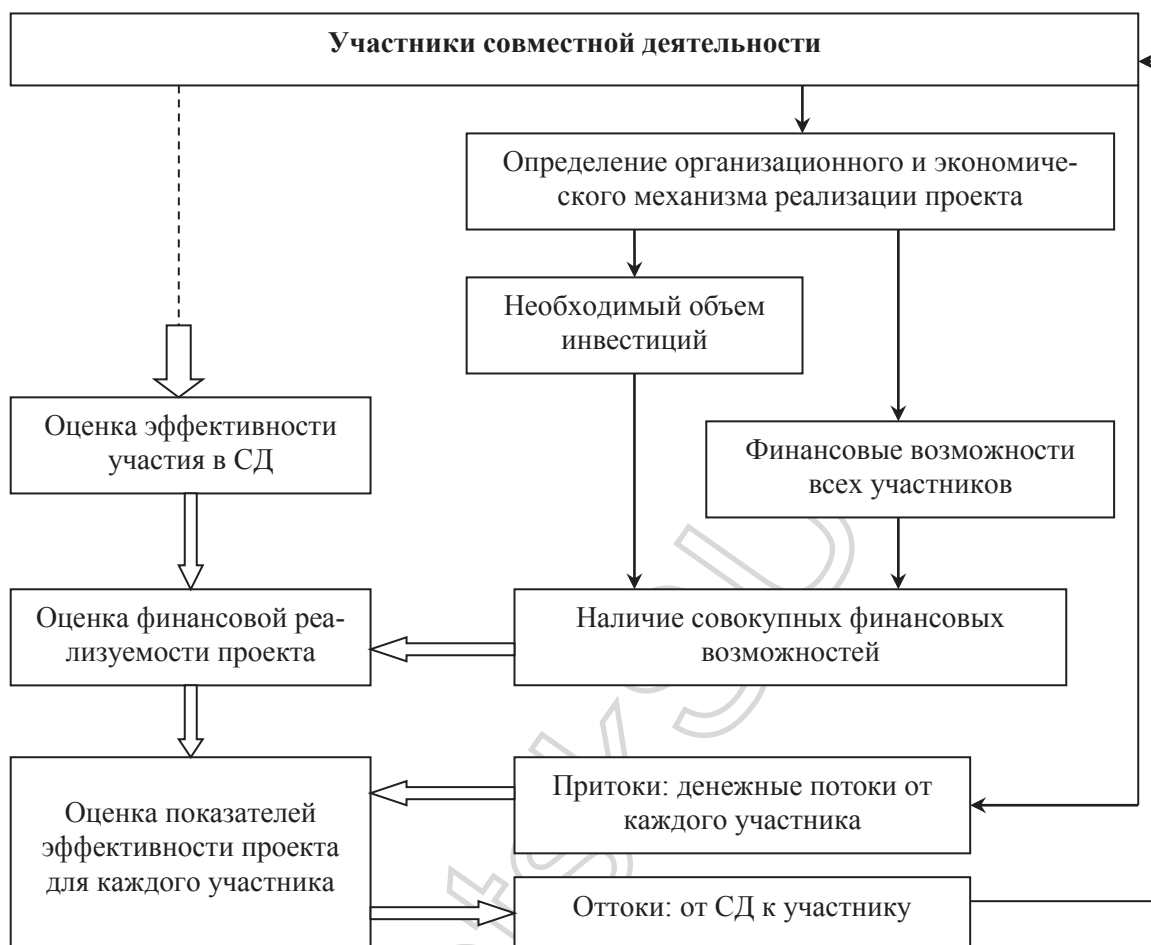 Участники совместной деятельности
Определение организационного и экономиче-
ского механизма реализации проекта
Необходимый объем
инвестиций
Оценка эффективности
участия в СД
Финансовые возможности
всех участников
Оценка финансовой реа-
лизуемости проекта
Наличие совокупных финансовых
возможностей
Притоки: денежные потоки от
каждого участника
Оценка показателей
эффективности проекта
для каждого участника
Оттоки: от СД к участнику